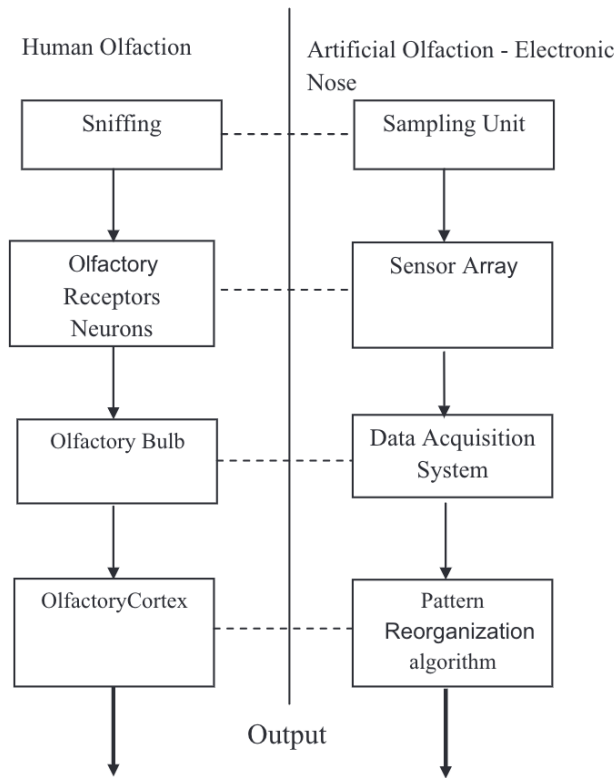 Human Olfaction
Artificial Olfaction - Electronic
Nose
Sniffing
Sampling Unit
Olfactory
Receptors
Neurons
Sensor Array
Olfactory Bulb
Data Acquisition
System
OlfactoryCortex
Pattern
Reorganization
algorithm
Output